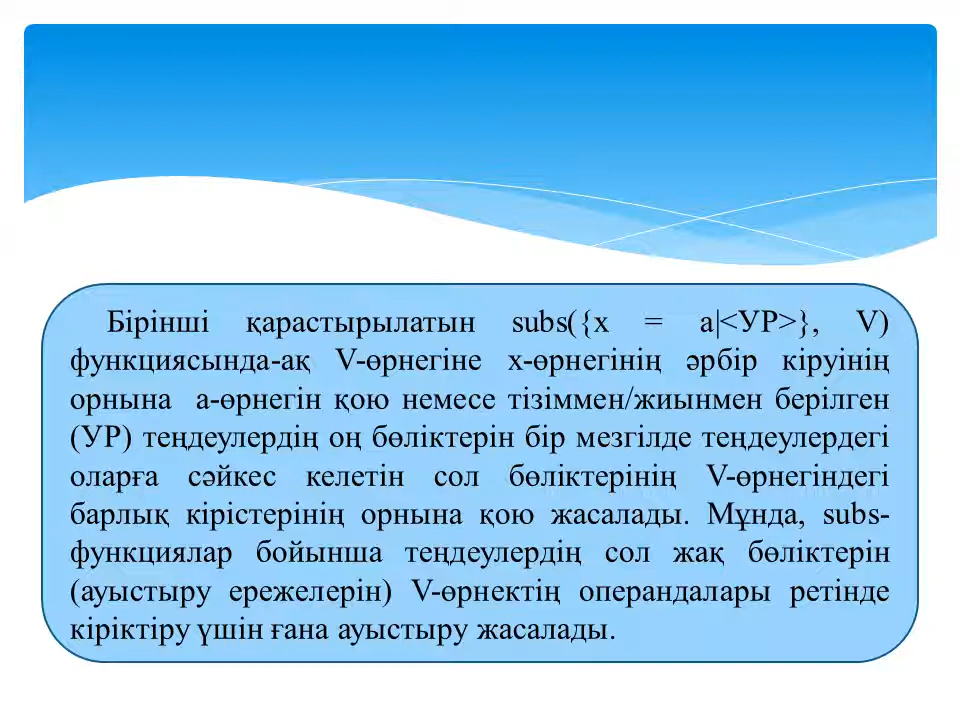 Бірінші қарастырылатын subs({x = a|<УР>}, V)
функциясында-ақ V-өрнегіне х-өрнегінің әрбір кіруінің
орнына а-өрнегін қою немесе тізіммен/жиынмен берілген
(УР) теңдеулердің оң бөліктерін бір мезгілде теңдеулердегі
оларға сәйкес келетін сол бөліктерінің V-өрнегіндегі
барлық кірістерінің орнына қою жасалады. Мұнда, subs-
функциялар бойынша теңдеулердің сол жақ бөліктерін
(ауыстыру ережелерін) V-өрнектің операндалары ретінде
кіріктіру үшін ғана ауыстыру жасалады.